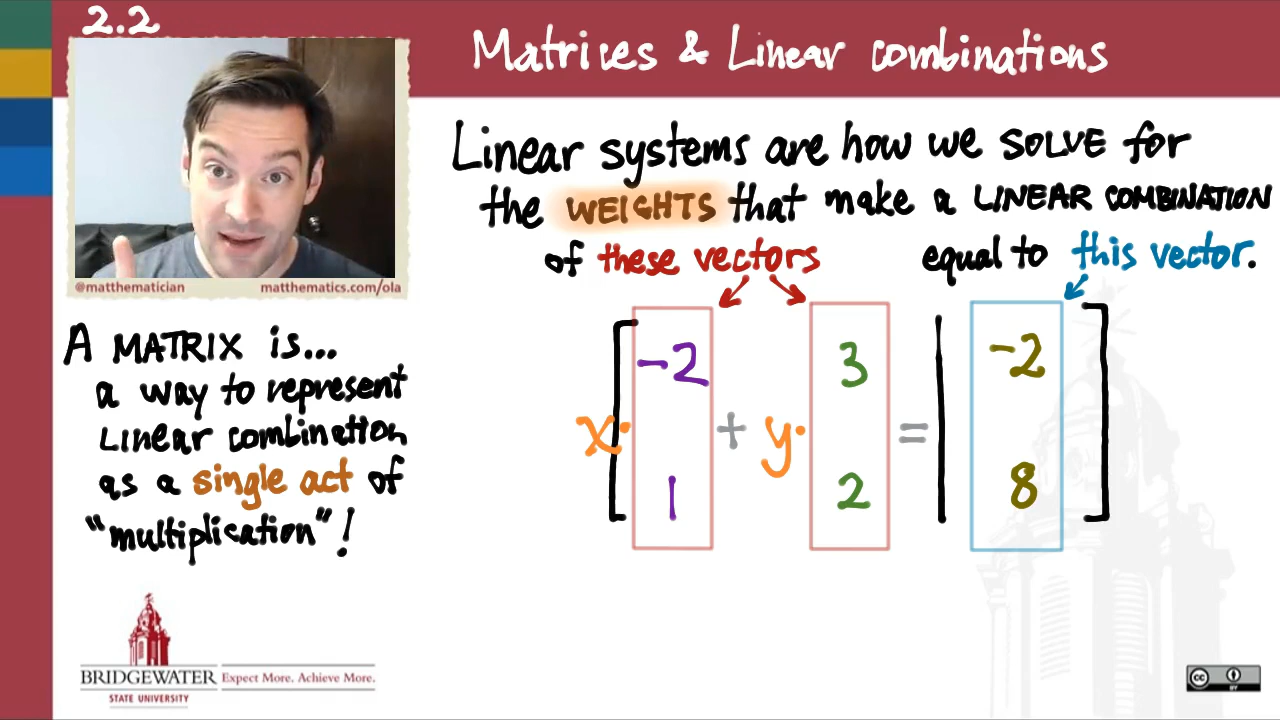 2.2
Matrices & Linear combinations
@matthematician matthematics.com/ola
Linear systems are how we SOLVE for
the WEIGHTS that make a LINEAR COMBINATION
of these vectors equal to this vector.
A MATRIX is...
a way to represent
Linear combination
as a single act of
"multiplication"!
-2 3 -2
x· + y· =
1 2 8
BRIDGEWATER
STATE UNIVERSITY
Expect More. Achieve More.
cc
BY